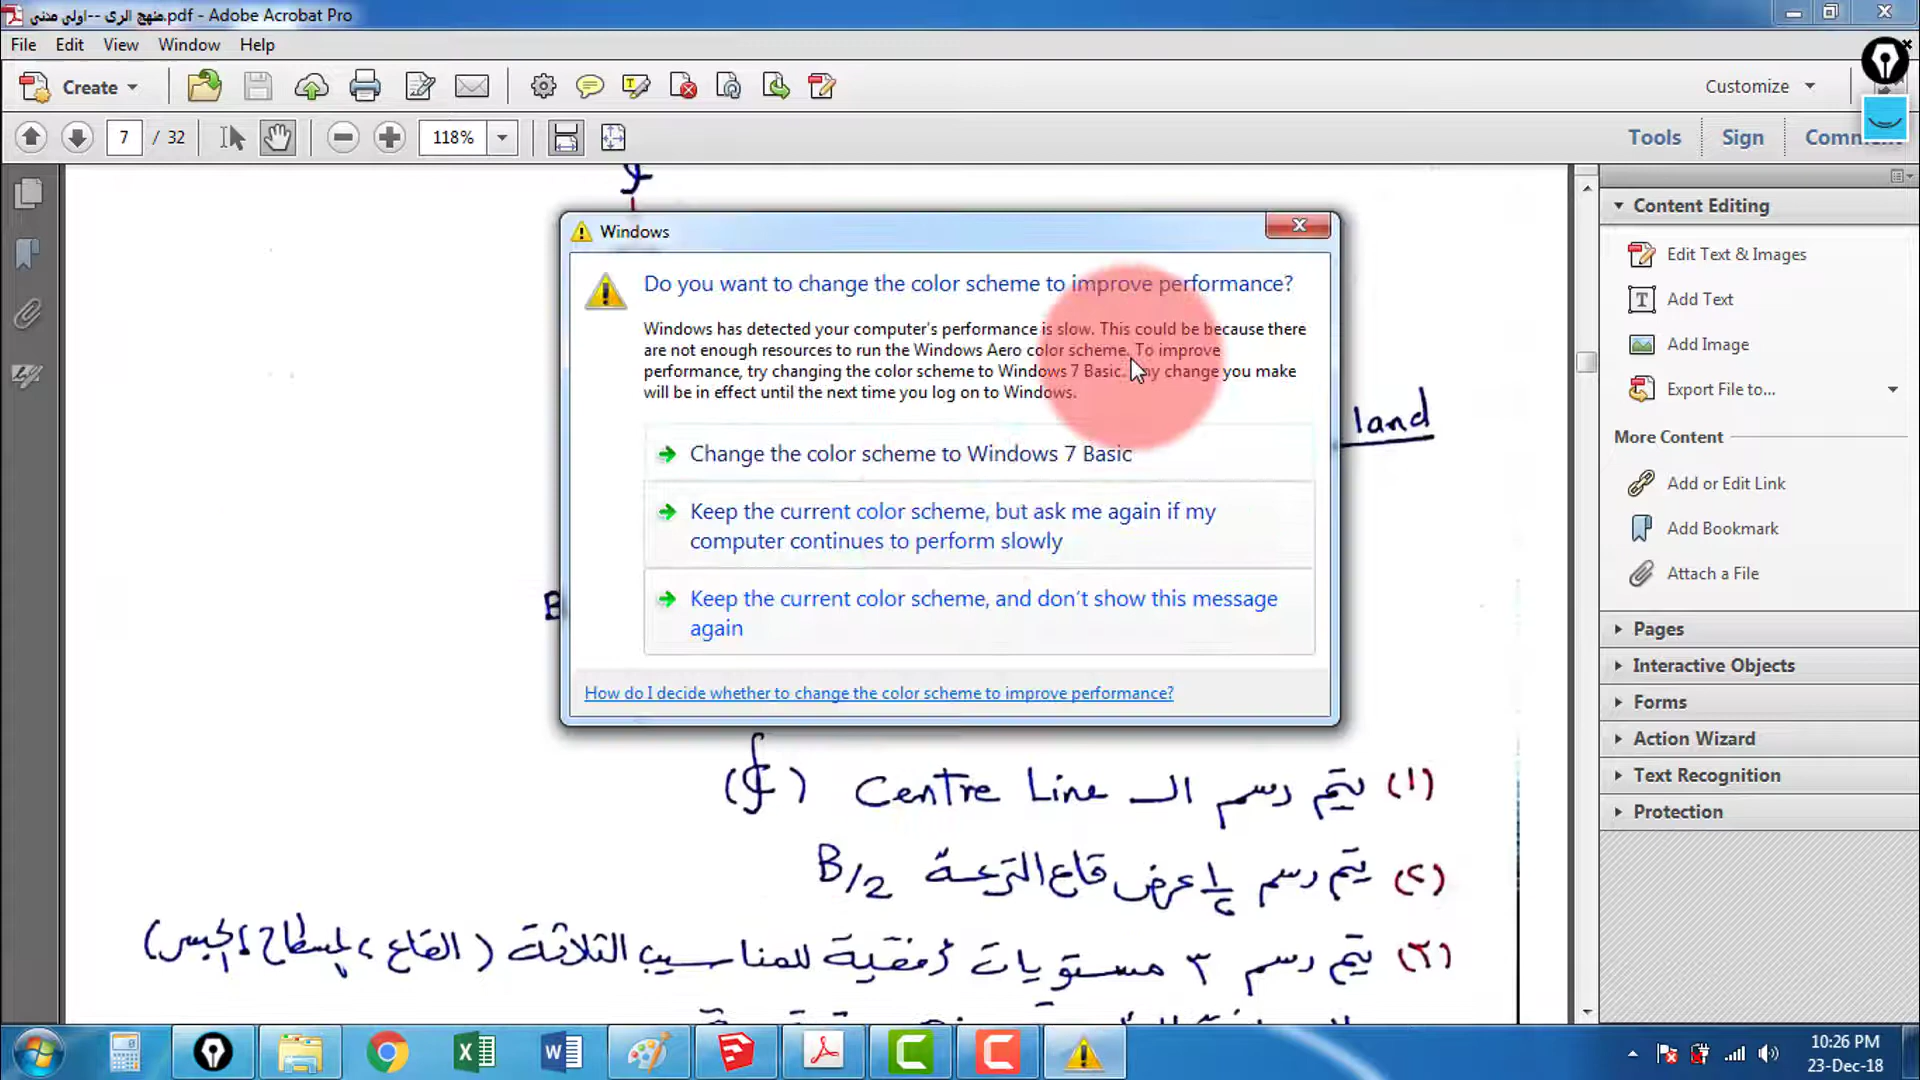 منهج الرى --اولى مدنى.pdf - Adobe Acrobat Pro
File Edit View Window Help
Create Customize
7 / 32 118% Tools Sign Comment
Content Editing
Edit Text & Images
Add Text
Add Image
Export File to...
More Content
Add or Edit Link
Add Bookmark
Attach a File
Pages
Interactive Objects
Forms
Action Wizard
Text Recognition
Protection
Windows
Do you want to change the color scheme to improve performance?
Windows has detected your computer's performance is slow. This could be because there
are not enough resources to run the Windows Aero color scheme. To improve
performance, try changing the color scheme to Windows 7 Basic. Any change you make
will be in effect until the next time you log on to Windows.
Change the color scheme to Windows 7 Basic
Keep the current color scheme, but ask me again if my
computer continues to perform slowly
Keep the current color scheme, and don't show this message
again
How do I decide whether to change the color scheme to improve performance?
land
B
(١) يتم رسم الـ Centre Line (℄)
(٢) يتم رسم ١/٢ عرض قاع الترعة B/2
(٣) يتم رسم ٣ مستويات أفقية للمناسيب الثلاثة (القاع، المسطاح، الجسر)
10:26 PM
23-Dec-18